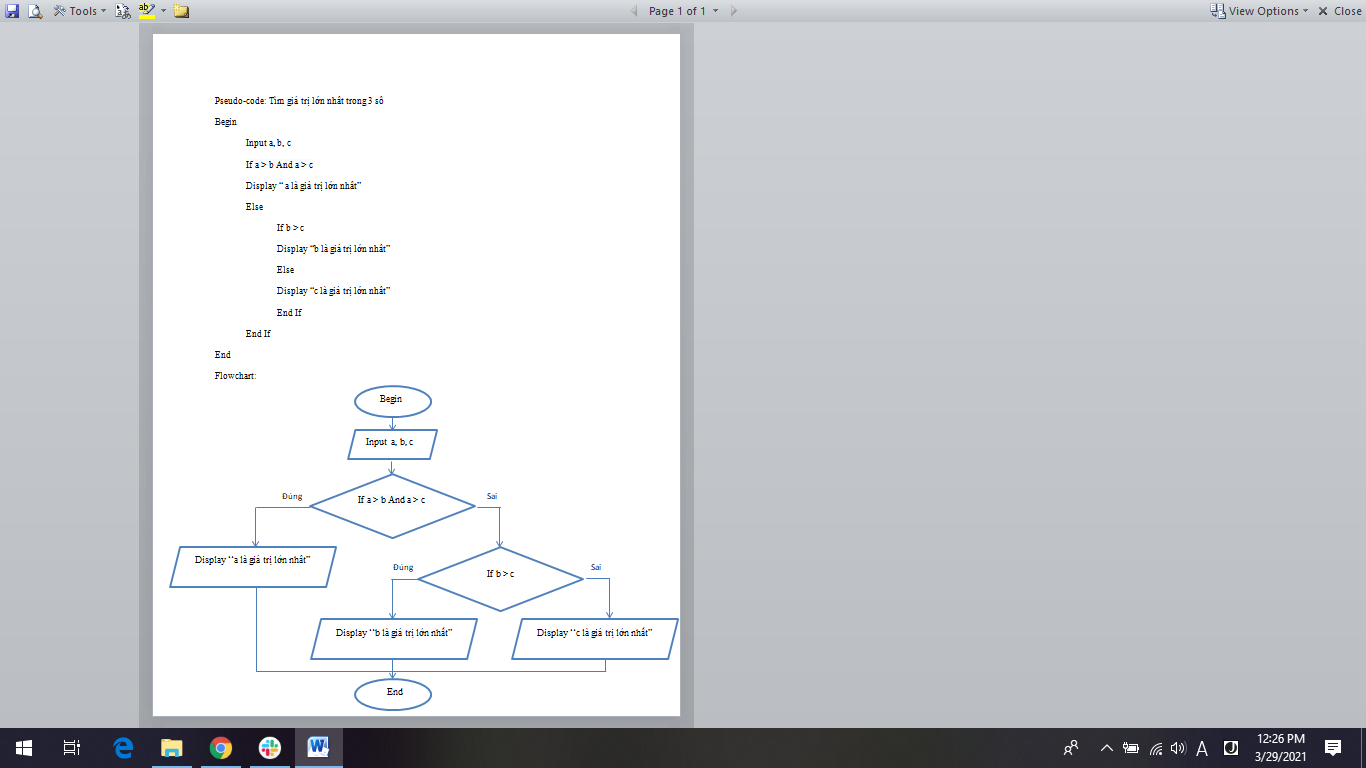 Tools
Page 1 of 1
View Options
Close
Pseudo-code: Tìm giá trị lớn nhất trong 3 số
Begin
Input a, b, c
If a > b And a > c
Display “ a là giá trị lớn nhất”
Else
If b > c
Display “b là giá trị lớn nhất”
Else
Display “c là giá trị lớn nhất”
End If
End If
End
Flowchart:
Begin
Input a, b, c
Đúng
If a > b And a > c
Sai
Display “a là giá trị lớn nhất”
Đúng
If b > c
Sai
Display “b là giá trị lớn nhất”
Display “c là giá trị lớn nhất”
End
12:26 PM
3/29/2021